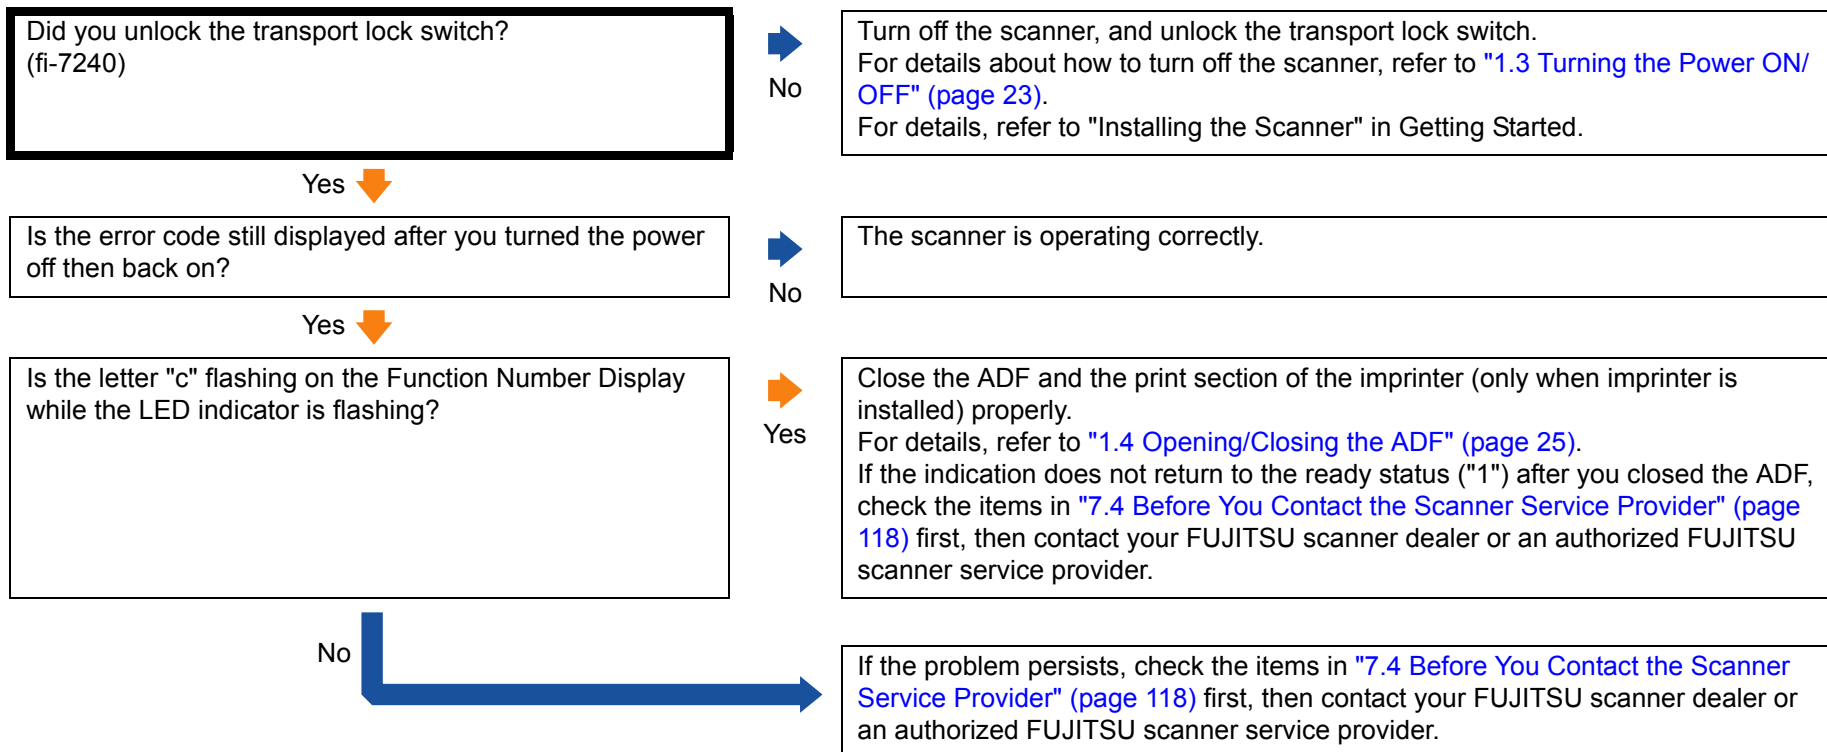 Did you unlock the transport lock switch?
(fi-7240)
No
Turn off the scanner, and unlock the transport lock switch.
For details about how to turn off the scanner, refer to "1.3 Turning the Power ON/
OFF" (page 23).
For details, refer to "Installing the Scanner" in Getting Started.
Yes
Is the error code still displayed after you turned the power
off then back on?
No
The scanner is operating correctly.
Yes
Is the letter "c" flashing on the Function Number Display
while the LED indicator is flashing?
Yes
Close the ADF and the print section of the imprinter (only when imprinter is
installed) properly.
For details, refer to "1.4 Opening/Closing the ADF" (page 25).
If the indication does not return to the ready status ("1") after you closed the ADF,
check the items in "7.4 Before You Contact the Scanner Service Provider" (page
118) first, then contact your FUJITSU scanner dealer or an authorized FUJITSU
scanner service provider.
No
If the problem persists, check the items in "7.4 Before You Contact the Scanner
Service Provider" (page 118) first, then contact your FUJITSU scanner dealer or
an authorized FUJITSU scanner service provider.